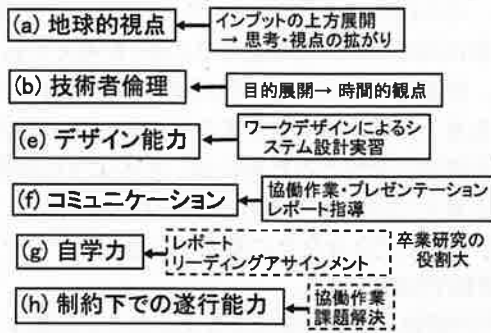 (a) 地球的視点
インプットの上方展開
→ 思考・視点の拡がり
(b) 技術者倫理
目的展開→ 時間的観点
(e) デザイン能力
ワークデザインによるシ
ステム設計実習
(f) コミュニケーション
協働作業・プレゼンテーション
レポート指導
(g) 自学力
レポート
リーディングアサインメント
卒業研究の
役割大
(h) 制約下での遂行能力
協働作業
課題解決